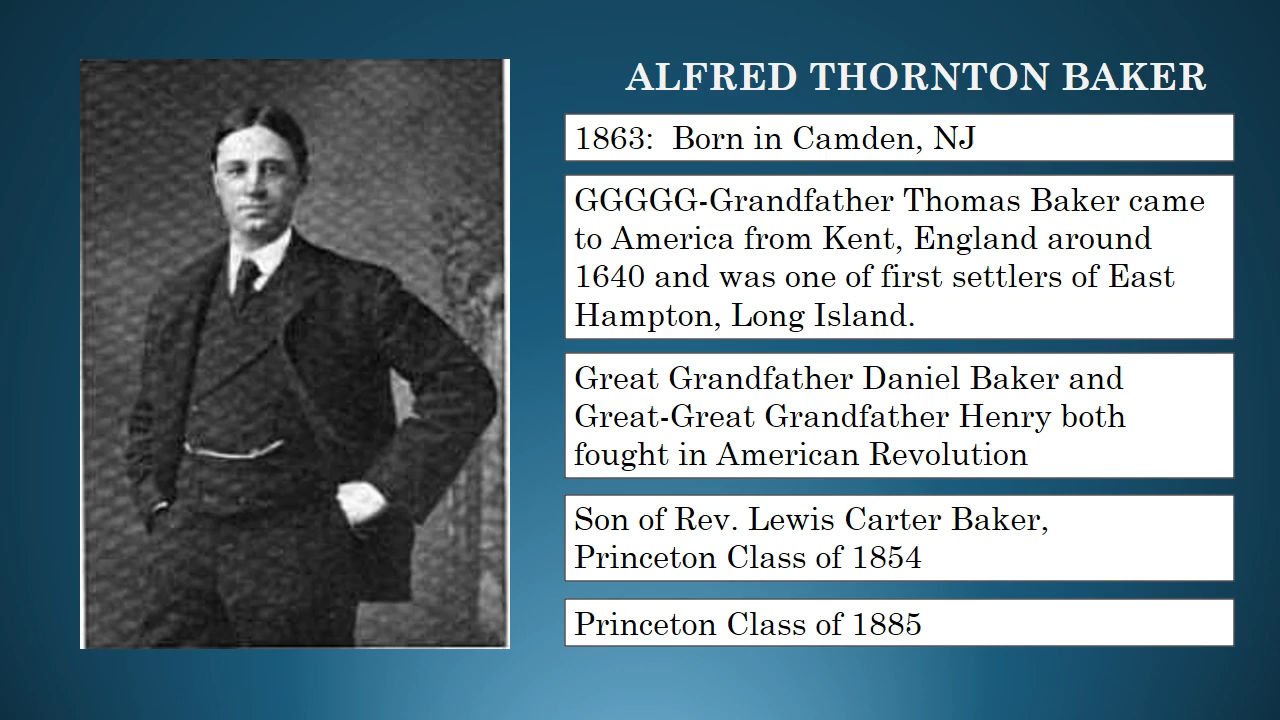 ALFRED THORNTON BAKER
1863:  Born in Camden, NJ
GGGGG-Grandfather Thomas Baker came
to America from Kent, England around
1640 and was one of first settlers of East
Hampton, Long Island.
Great Grandfather Daniel Baker and
Great-Great Grandfather Henry both
fought in American Revolution
Son of Rev. Lewis Carter Baker,
Princeton Class of 1854
Princeton Class of 1885